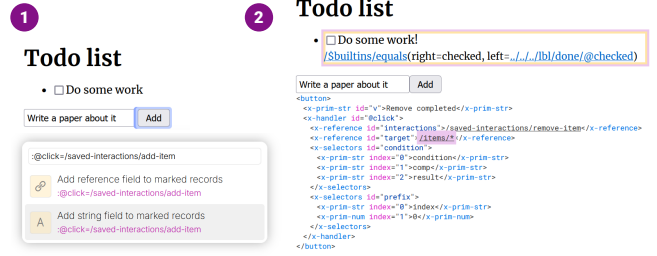 1
Todo list
Do some work
Write a paper about it Add
:@click=/saved-interactions/add-item
Add reference field to marked records
:@click=/saved-interactions/add-item
A
Add string field to marked records
:@click=/saved-interactions/add-item
2
Todo list
Do some work!
/$builtins/equals(right=checked, left=../../../lbl/done/@checked)
Write a paper about it Add
<button>
<x-prim-str id="v">Remove completed</x-prim-str>
<x-handler id="@click">
<x-reference id="interactions">/saved-interactions/remove-item</x-reference>
<x-reference id="target">/items/*</x-reference>
<x-selectors id="condition">
<x-prim-str index="0">condition</x-prim-str>
<x-prim-str index="1">comp</x-prim-str>
<x-prim-str index="2">result</x-prim-str>
</x-selectors>
<x-selectors id="prefix">
<x-prim-str index="0">index</x-prim-str>
<x-prim-num index="1">0</x-prim-num>
</x-selectors>
</x-handler>
</button>